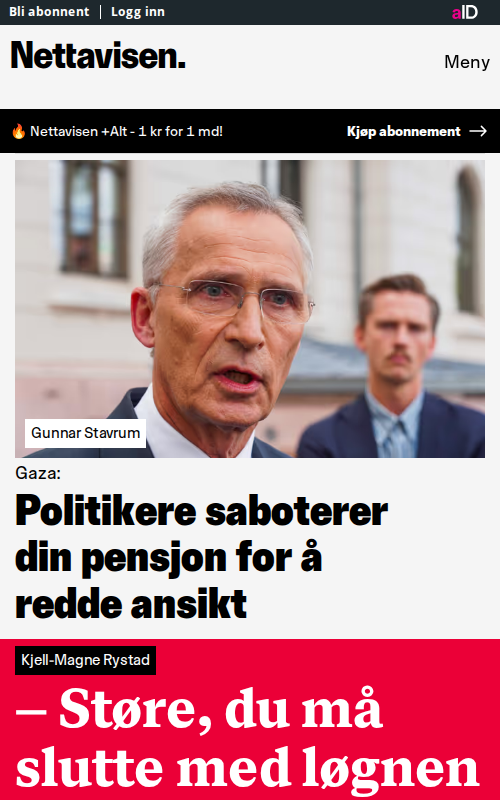 Bli abonnent | Logg inn
aID
Nettavisen.
Meny
Nettavisen +Alt - 1 kr for 1 md!
Kjøp abonnement
Gunnar Stavrum
Gaza:
Politikere saboterer
din pensjon for å
redde ansikt
Kjell-Magne Rystad
– Støre, du må
slutte med løgnen